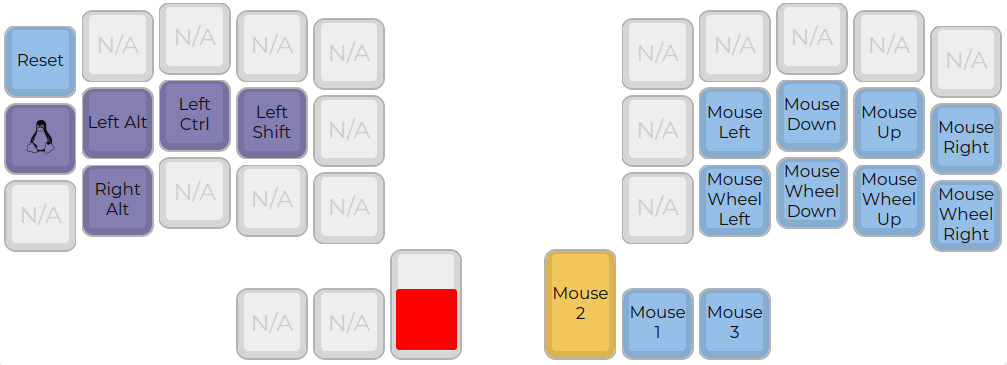 Reset
N/A
N/A
N/A
N/A
N/A
N/A
N/A
N/A
N/A
Left Alt
Left
Ctrl
Left
Shift
N/A
N/A
Mouse
Left
Mouse
Down
Mouse
Up
Mouse
Right
N/A
Right
Alt
N/A
N/A
N/A
N/A
Mouse
Wheel
Left
Mouse
Wheel
Down
Mouse
Wheel
Up
Mouse
Wheel
Right
N/A
N/A
Mouse
2
Mouse
1
Mouse
3